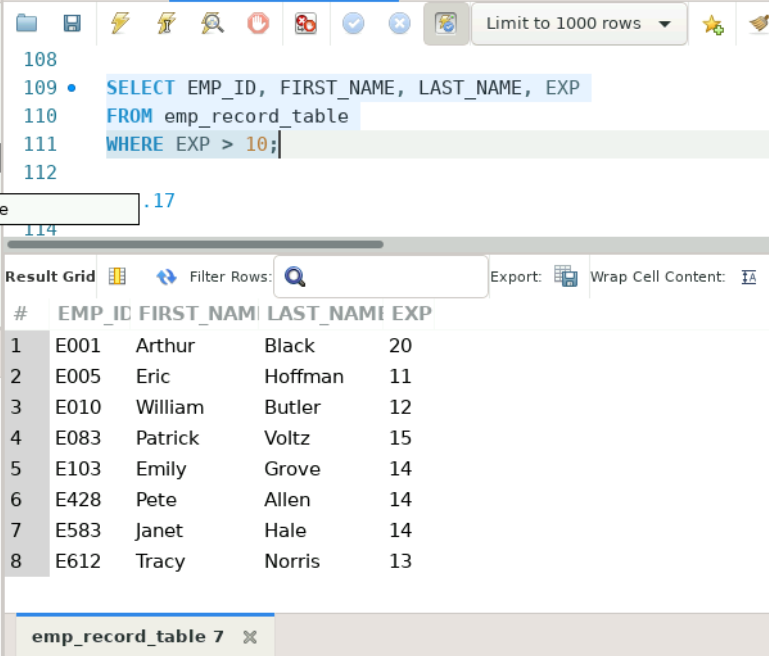 Limit to 1000 rows
108
109 SELECT EMP_ID, FIRST_NAME, LAST_NAME, EXP
110 FROM emp_record_table
111 WHERE EXP > 10;
112
e .17
114
Result Grid Filter Rows: Export: Wrap Cell Content: IA
# EMP_ID FIRST_NAM LAST_NAME EXP
1 E001 Arthur Black 20
2 E005 Eric Hoffman 11
3 E010 William Butler 12
4 E083 Patrick Voltz 15
5 E103 Emily Grove 14
6 E428 Pete Allen 14
7 E583 Janet Hale 14
8 E612 Tracy Norris 13
emp_record_table 7